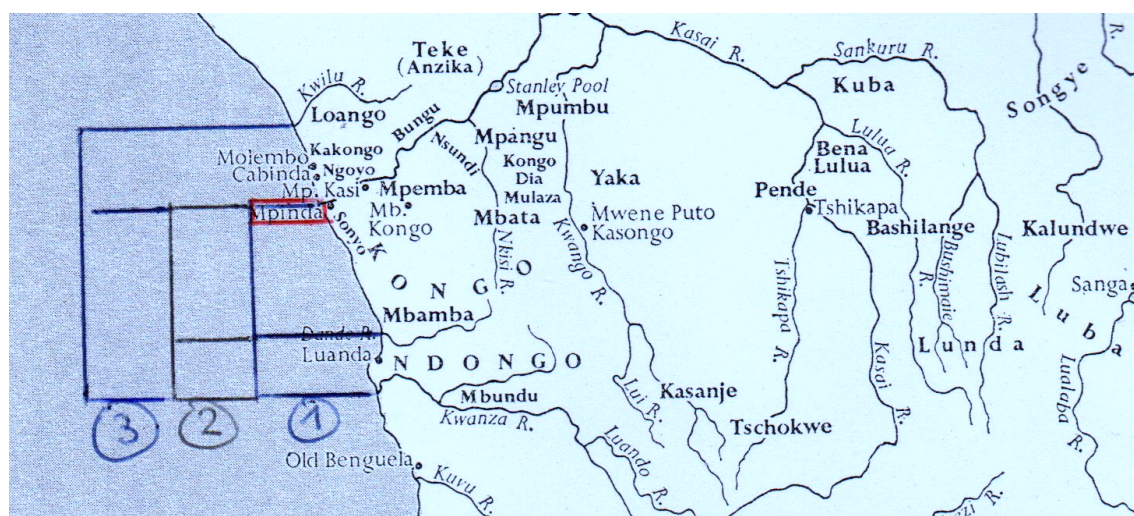 Kasai R.
Sankuru R.
R.
Teke
(Anzika)
Kwilu R.
Stanley Pool
Mpumbu
Kuba
Songye
Loango
Bungu
Nsundi
Mpangu
Kakongo
Molembo
Cabinda
Ngoyo
Mp. Kasi
Mpemba
Mb.
Kongo
Kongo
Dia
Mulaza
Yaka
Lulua R.
Bena
Lulua
Pende
Tshikapa
Mpinda
Sonyo
Mbata
Mwene Puto
Kasongo
Bashilange
Kalundwe
KONGO
Nkisi R.
Kwango R.
Tshikapa R.
R.
Bushimaie
Lubilash R.
Sanga
Luba
Mbamba
Dande R.
Luanda
NDONGO
Lunda
Kasai R.
Lualaba R.
Mbundu
Kwanza R.
Lui R.
Kasanje
Tschokwe
3
2
1
Old Benguela
Kuvu R.
Luando R.
R.